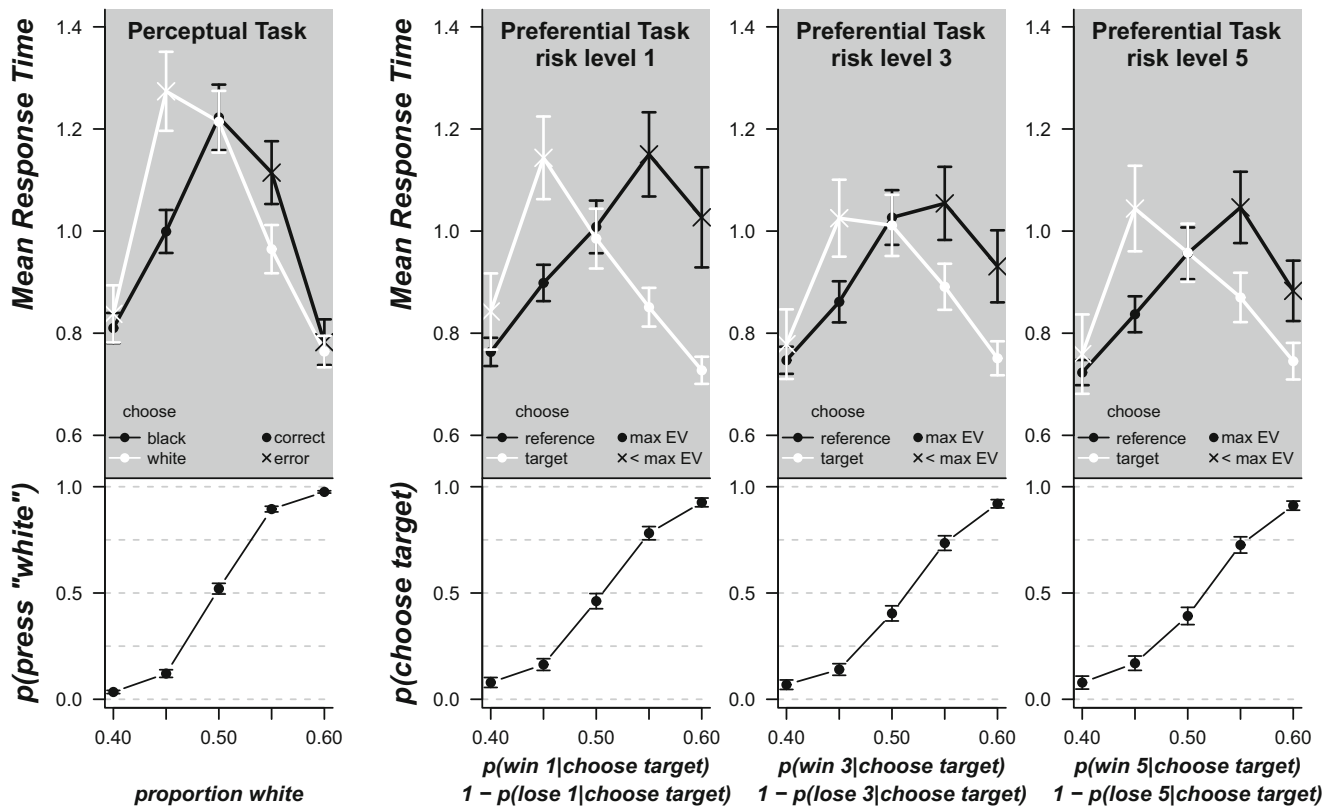 Perceptual Task
Mean Response Time
1.4
1.2
1.0
0.8
0.6
choose
black
white
correct
error
p(press "white")
1.0
0.5
0.0
0.40
0.50
0.60
proportion white
Preferential Task
risk level 1
Mean Response Time
1.4
1.2
1.0
0.8
0.6
choose
reference
target
max EV
< max EV
p(choose target)
1.0
0.5
0.0
0.40
0.50
0.60
p(win 1|choose target)
1 − p(lose 1|choose target)
Preferential Task
risk level 3
1.4
1.2
1.0
0.8
0.6
choose
reference
target
max EV
< max EV
1.0
0.5
0.0
0.40
0.50
0.60
p(win 3|choose target)
1 − p(lose 3|choose target)
Preferential Task
risk level 5
1.4
1.2
1.0
0.8
0.6
choose
reference
target
max EV
< max EV
1.0
0.5
0.0
0.40
0.50
0.60
p(win 5|choose target)
1 − p(lose 5|choose target)